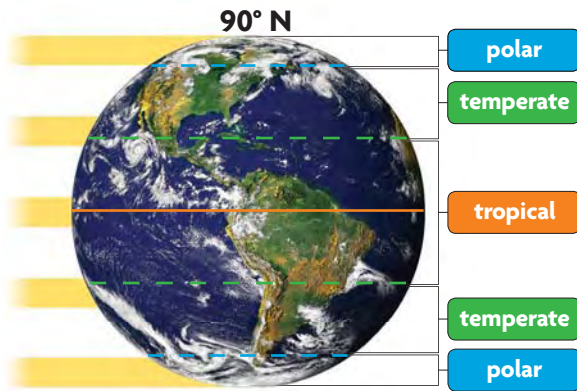 90° N
polar
temperate
tropical
temperate
polar